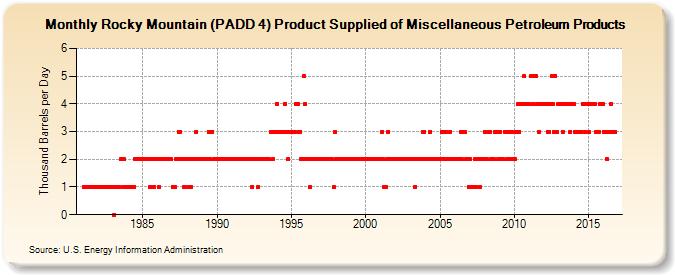 Monthly Rocky Mountain (PADD 4) Product Supplied of Miscellaneous Petroleum Products
Thousand Barrels per Day
6
5
4
3
2
1
0
1985 1990 1995 2000 2005 2010 2015
Source: U.S. Energy Information Administration